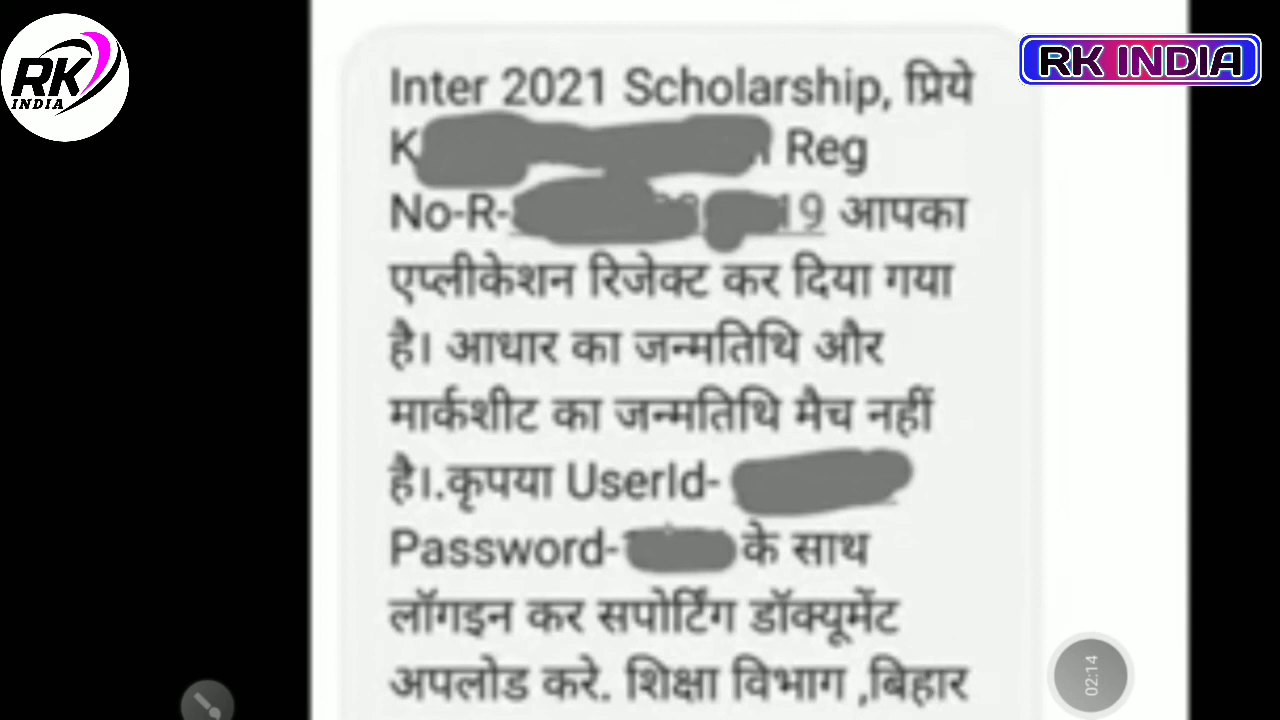 RK
INDIA
RK INDIA
Inter 2021 Scholarship, प्रिये
K Reg
No-R- 19 आपका
एप्लीकेशन रिजेक्ट कर दिया गया
है। आधार का जन्मतिथि और
मार्कशीट का जन्मतिथि मैच नहीं
है।.कृपया UserId-
Password- के साथ
लॉगइन कर सपोर्टिंग डॉक्यूमेंट
अपलोड करे. शिक्षा विभाग ,बिहार
02:14